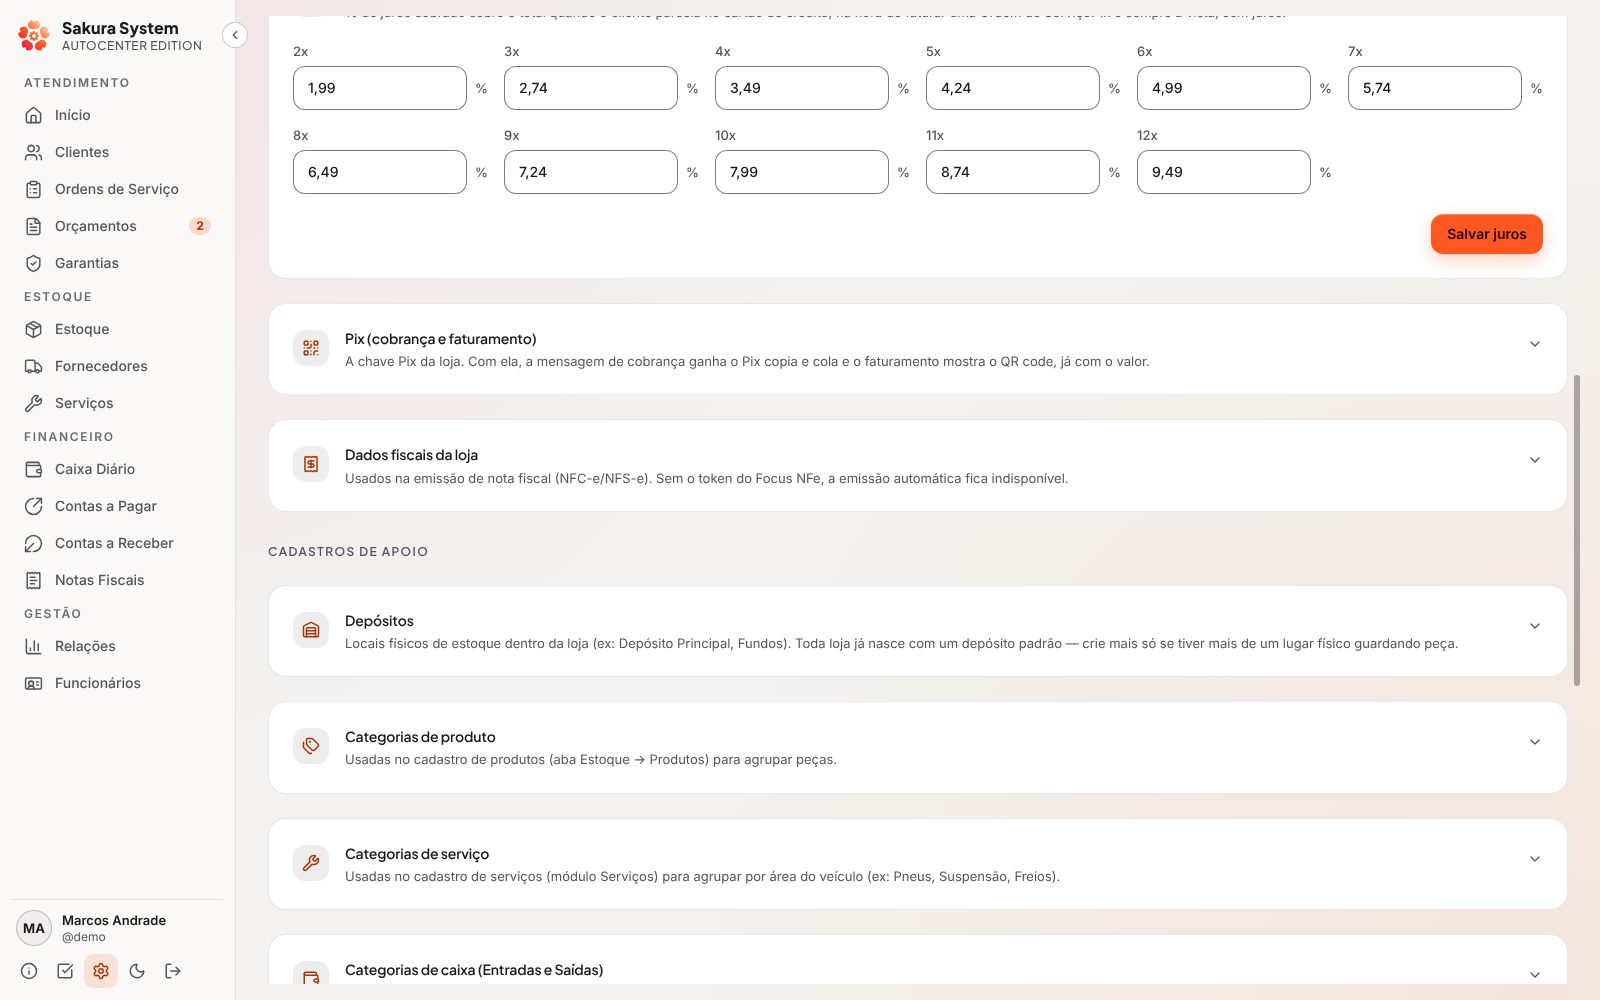 Sakura System
AUTOCENTER EDITION
ATENDIMENTO
Início
Clientes
Ordens de Serviço
Orçamentos 2
Garantias
ESTOQUE
Estoque
Fornecedores
Serviços
FINANCEIRO
Caixa Diário
Contas a Pagar
Contas a Receber
Notas Fiscais
GESTÃO
Relações
Funcionários
MA
Marcos Andrade
@demo
2x 3x 4x 5x 6x 7x
1,99 % 2,74 % 3,49 % 4,24 % 4,99 % 5,74 %
8x 9x 10x 11x 12x
6,49 % 7,24 % 7,99 % 8,74 % 9,49 %
Salvar juros
Pix (cobrança e faturamento)
A chave Pix da loja. Com ela, a mensagem de cobrança ganha o Pix copia e cola e o faturamento mostra o QR code, já com o valor.
Dados fiscais da loja
Usados na emissão de nota fiscal (NFC-e/NFS-e). Sem o token do Focus NFe, a emissão automática fica indisponível.
CADASTROS DE APOIO
Depósitos
Locais físicos de estoque dentro da loja (ex: Depósito Principal, Fundos). Toda loja já nasce com um depósito padrão — crie mais só se tiver mais de um lugar físico guardando peça.
Categorias de produto
Usadas no cadastro de produtos (aba Estoque → Produtos) para agrupar peças.
Categorias de serviço
Usadas no cadastro de serviços (módulo Serviços) para agrupar por área do veículo (ex: Pneus, Suspensão, Freios).
Categorias de caixa (Entradas e Saídas)